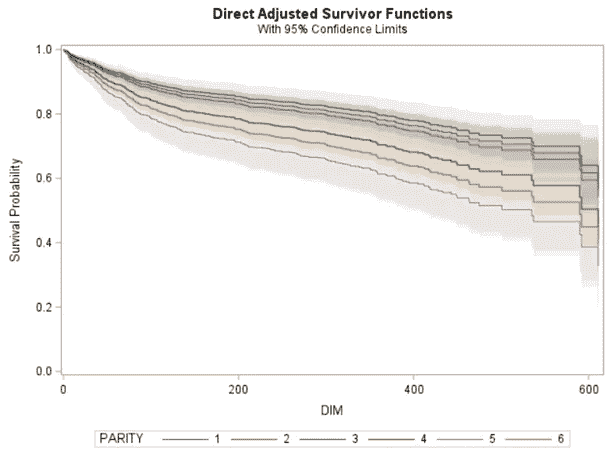 Direct Adjusted Survivor Functions
With 95% Confidence Limits
1.0
0.8
0.6
0.4
0.2
0.0
Survival Probability
0 200 400 600
DIM
PARITY 1 2 3 4 5 6